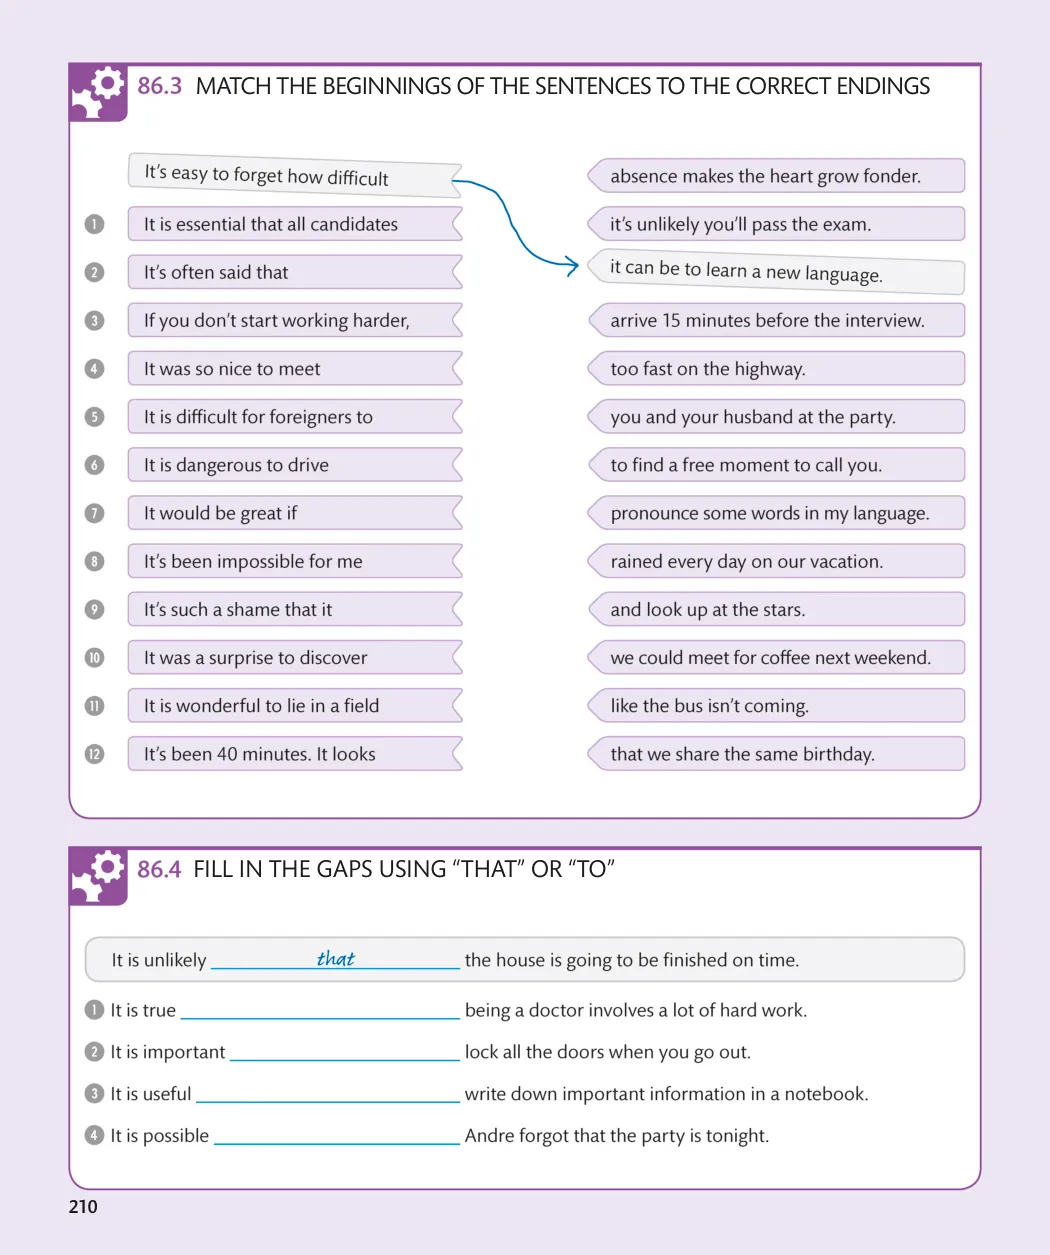 86.3 MATCH THE BEGINNINGS OF THE SENTENCES TO THE CORRECT ENDINGS
It's easy to forget how difficult
absence makes the heart grow fonder.
1 It is essential that all candidates
it's unlikely you'll pass the exam.
2 It's often said that
it can be to learn a new language.
3 If you don't start working harder,
arrive 15 minutes before the interview.
4 It was so nice to meet
too fast on the highway.
5 It is difficult for foreigners to
you and your husband at the party.
6 It is dangerous to drive
to find a free moment to call you.
7 It would be great if
pronounce some words in my language.
8 It's been impossible for me
rained every day on our vacation.
9 It's such a shame that it
and look up at the stars.
10 It was a surprise to discover
we could meet for coffee next weekend.
11 It is wonderful to lie in a field
like the bus isn't coming.
12 It's been 40 minutes. It looks
that we share the same birthday.
86.4 FILL IN THE GAPS USING “THAT” OR “TO”
It is unlikely that the house is going to be finished on time.
1 It is true ____ being a doctor involves a lot of hard work.
2 It is important ____ lock all the doors when you go out.
3 It is useful ____ write down important information in a notebook.
4 It is possible ____ Andre forgot that the party is tonight.
210